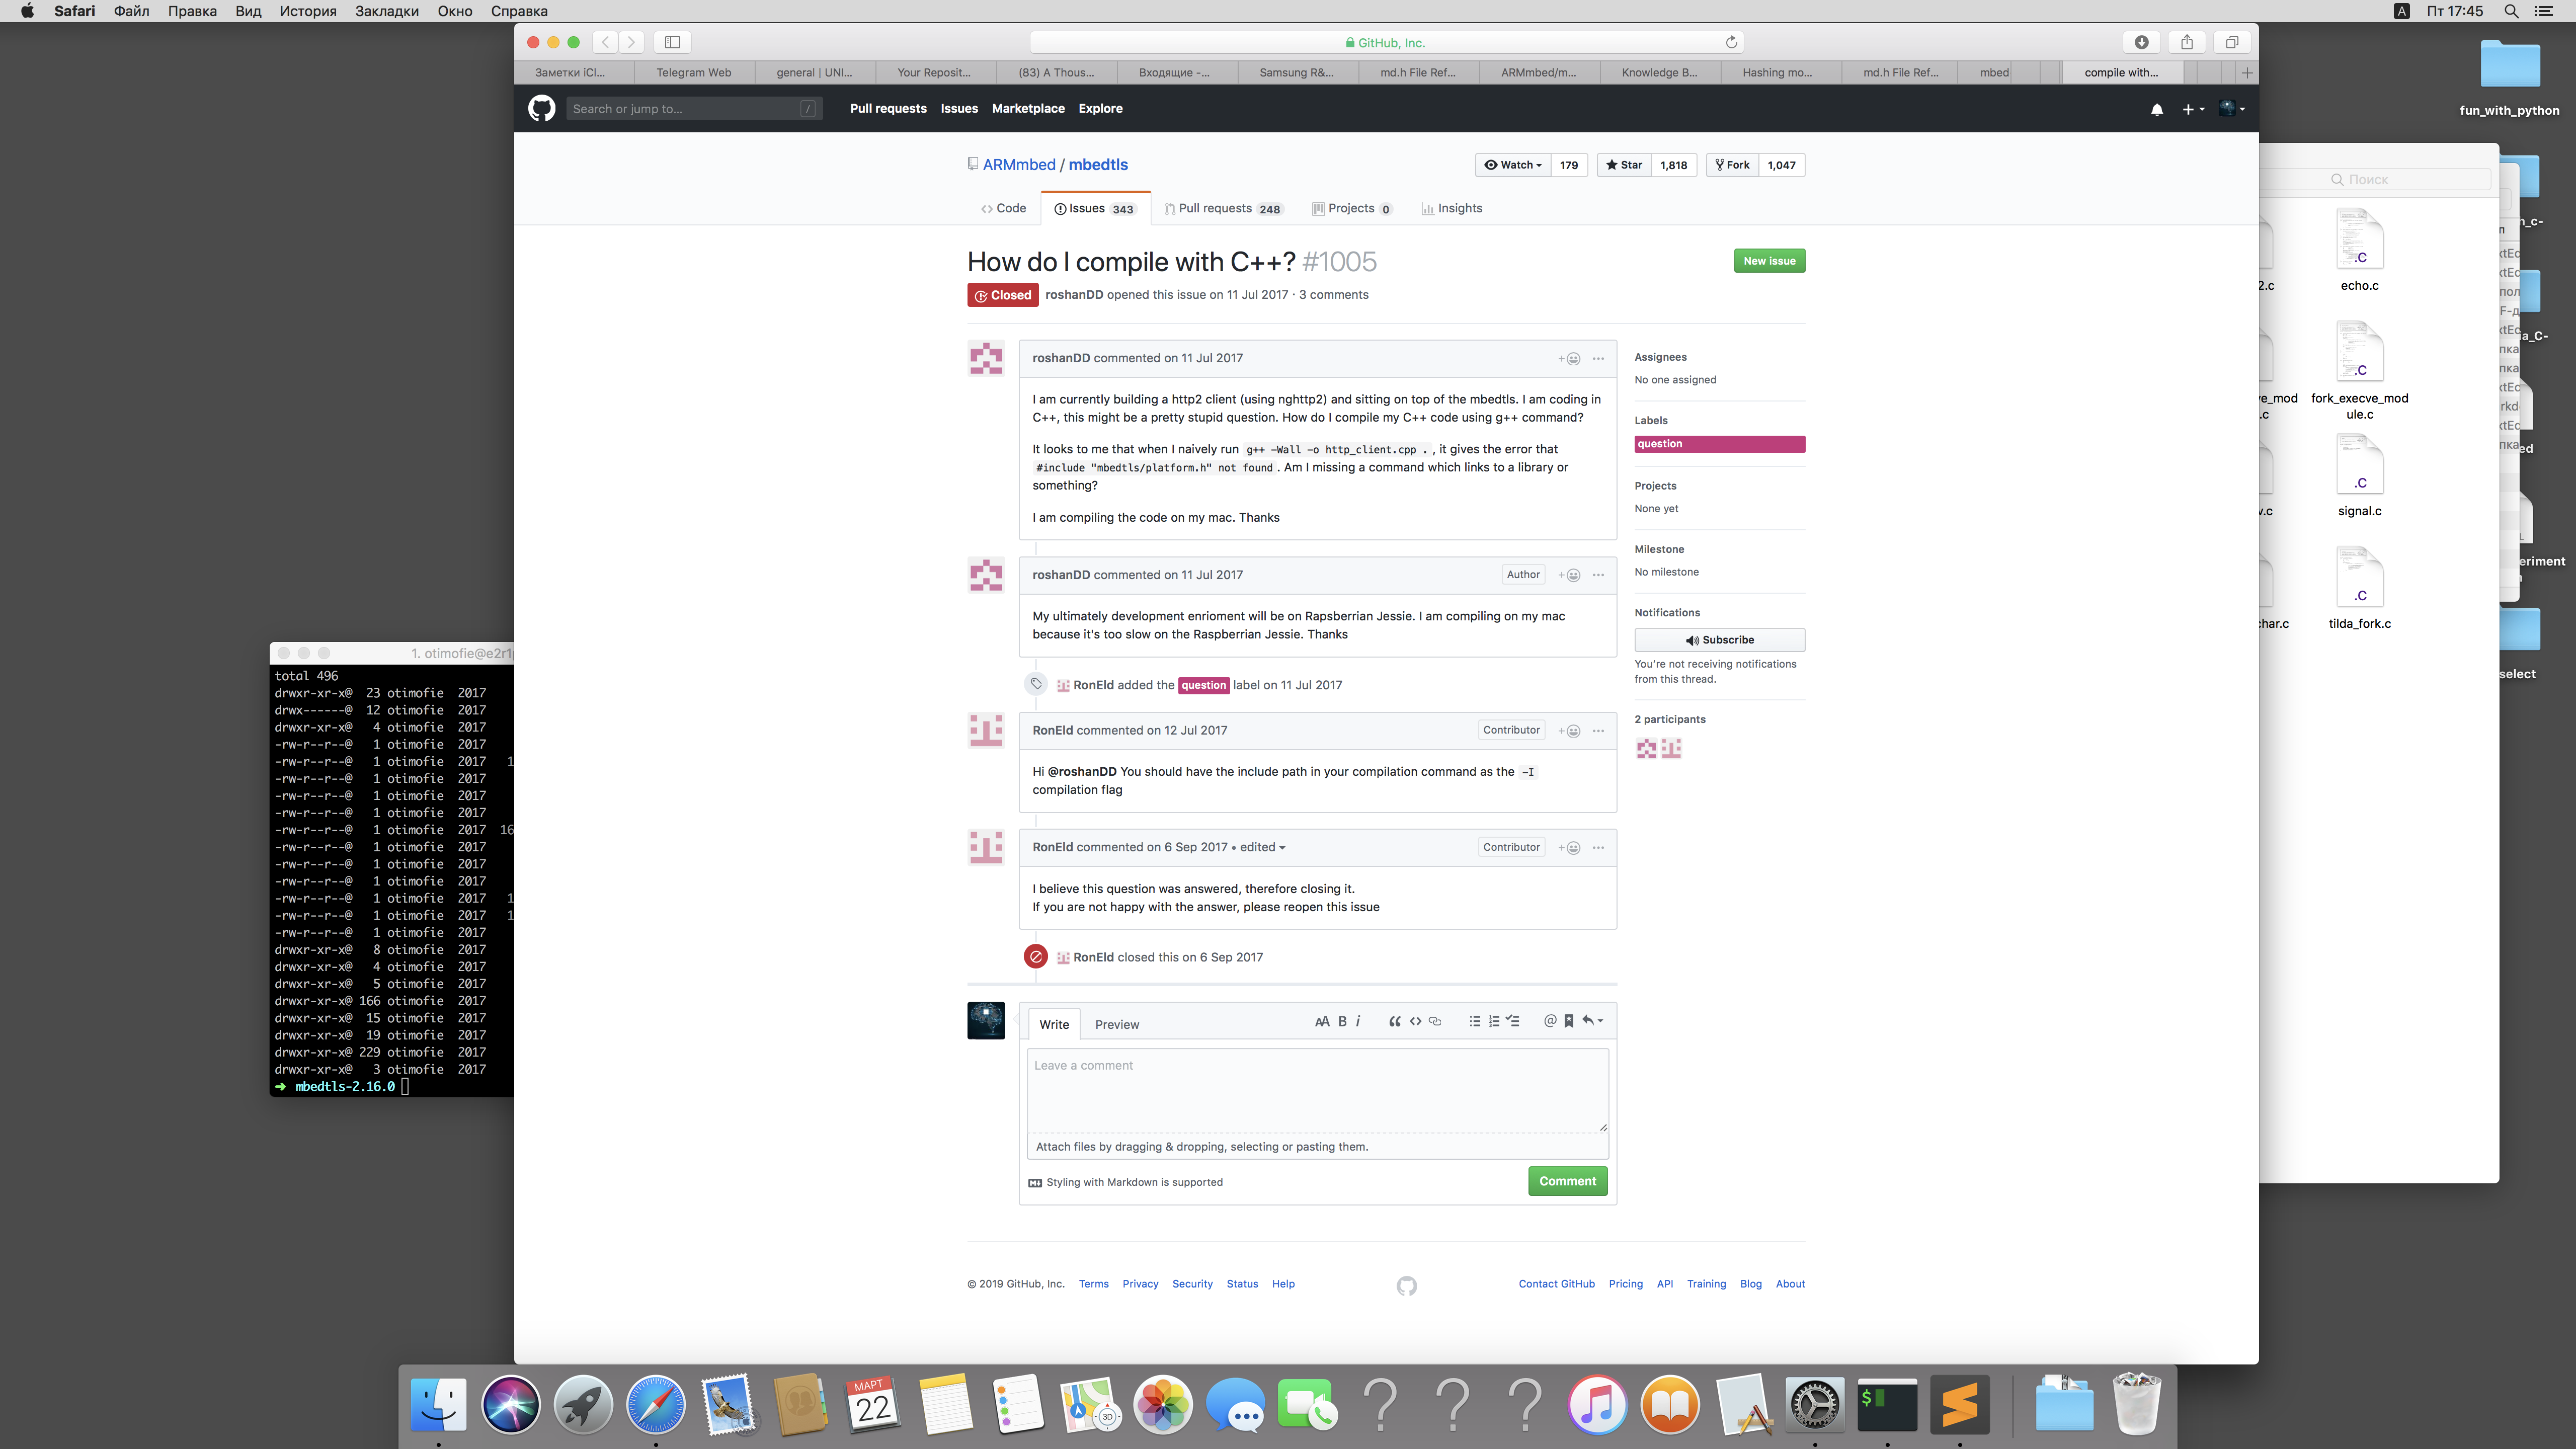 Safari Файл Правка Вид История Закладки Окно Справка
A Пт 17:45
GitHub, Inc.
Заметки iCl... Telegram Web general | UNI... Your Reposit... (83) A Thous... Входящие -... Samsung R&... md.h File Ref... ARMmbed/m... Knowledge B... Hashing mo... md.h File Ref... mbed compile with...
Search or jump to... / Pull requests Issues Marketplace Explore
ARMmbed / mbedtls
Watch 179 Star 1,818 Fork 1,047
Code Issues 343 Pull requests 248 Projects 0 Insights
How do I compile with C++? #1005
New issue
Closed roshanDD opened this issue on 11 Jul 2017 · 3 comments
roshanDD commented on 11 Jul 2017
I am currently building a http2 client (using nghttp2) and sitting on top of the mbedtls. I am coding in
C++, this might be a pretty stupid question. How do I compile my C++ code using g++ command?
It looks to me that when I naively run g++ -Wall -o http_client.cpp . , it gives the error that
#include "mbedtls/platform.h" not found . Am I missing a command which links to a library or
something?
I am compiling the code on my mac. Thanks
roshanDD commented on 11 Jul 2017 Author
My ultimately development enrioment will be on Rapsberrian Jessie. I am compiling on my mac
because it's too slow on the Raspberrian Jessie. Thanks
RonEld added the question label on 11 Jul 2017
RonEld commented on 12 Jul 2017 Contributor
Hi @roshanDD You should have the include path in your compilation command as the -I
compilation flag
RonEld commented on 6 Sep 2017 • edited Contributor
I believe this question was answered, therefore closing it.
If you are not happy with the answer, please reopen this issue
RonEld closed this on 6 Sep 2017
Write Preview
AA B i
Leave a comment
Attach files by dragging & dropping, selecting or pasting them.
Styling with Markdown is supported
Comment
Assignees
No one assigned
Labels
question
Projects
None yet
Milestone
No milestone
Notifications
Subscribe
You're not receiving notifications
from this thread.
2 participants
© 2019 GitHub, Inc. Terms Privacy Security Status Help
Contact GitHub Pricing API Training Blog About
1. otimofie@e2r1p
total 496
drwxr-xr-x@ 23 otimofie 2017
drwx------@ 12 otimofie 2017
drwxr-xr-x@ 4 otimofie 2017
-rw-r--r--@ 1 otimofie 2017
-rw-r--r--@ 1 otimofie 2017 1
-rw-r--r--@ 1 otimofie 2017
-rw-r--r--@ 1 otimofie 2017
-rw-r--r--@ 1 otimofie 2017
-rw-r--r--@ 1 otimofie 2017 16
-rw-r--r--@ 1 otimofie 2017
-rw-r--r--@ 1 otimofie 2017
-rw-r--r--@ 1 otimofie 2017
-rw-r--r--@ 1 otimofie 2017 1
-rw-r--r--@ 1 otimofie 2017 1
-rw-r--r--@ 1 otimofie 2017
drwxr-xr-x@ 8 otimofie 2017
drwxr-xr-x@ 4 otimofie 2017
drwxr-xr-x@ 5 otimofie 2017
drwxr-xr-x@ 166 otimofie 2017
drwxr-xr-x@ 15 otimofie 2017
drwxr-xr-x@ 19 otimofie 2017
drwxr-xr-x@ 229 otimofie 2017
drwxr-xr-x@ 3 otimofie 2017
➜ mbedtls-2.16.0
fun_with_python
Поиск
.C
2.c echo.c
.C
ve_mod fork_execve_mod
.c ule.c
.C
v.c signal.c
.C
char.c tilda_fork.c
select
МАРТ
22
3D
$